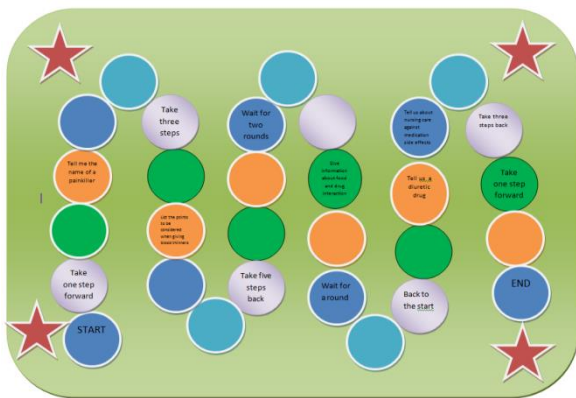 Take
three
steps
Tell me the
name of a
painkiller
List the points
to be
considered
when giving
Take
one step
forward
START
Wait for
two
rounds
Take five
steps
back
Give
information
about food
and drug
interaction
Wait for
a round
Tell us about
nursing care
against
medication
side effects
Tell us a
diuretic
drug
Back to
the start
Take three
steps back
Take
one step
forward
END